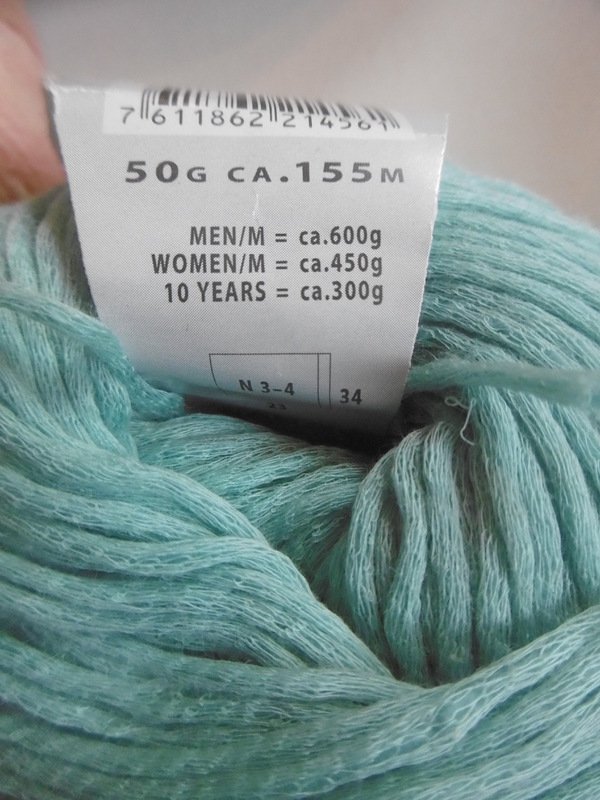 7 611862 214561
50G CA.155M
MEN/M = ca.600g
WOMEN/M = ca.450g
10 YEARS = ca.300g
N 3–4
34
23